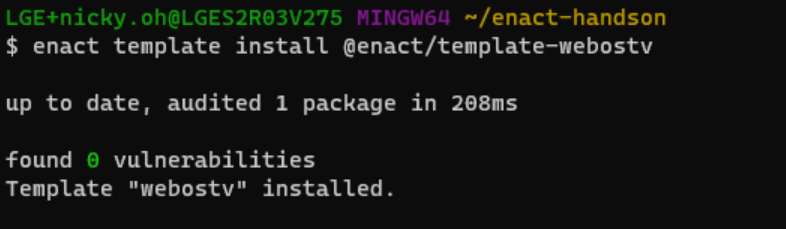 LGE+nicky.oh@LGES2R03V275 MINGW64 ~/enact-handson
$ enact template install @enact/template-webostv
up to date, audited 1 package in 208ms
found 0 vulnerabilities
Template "webostv" installed.